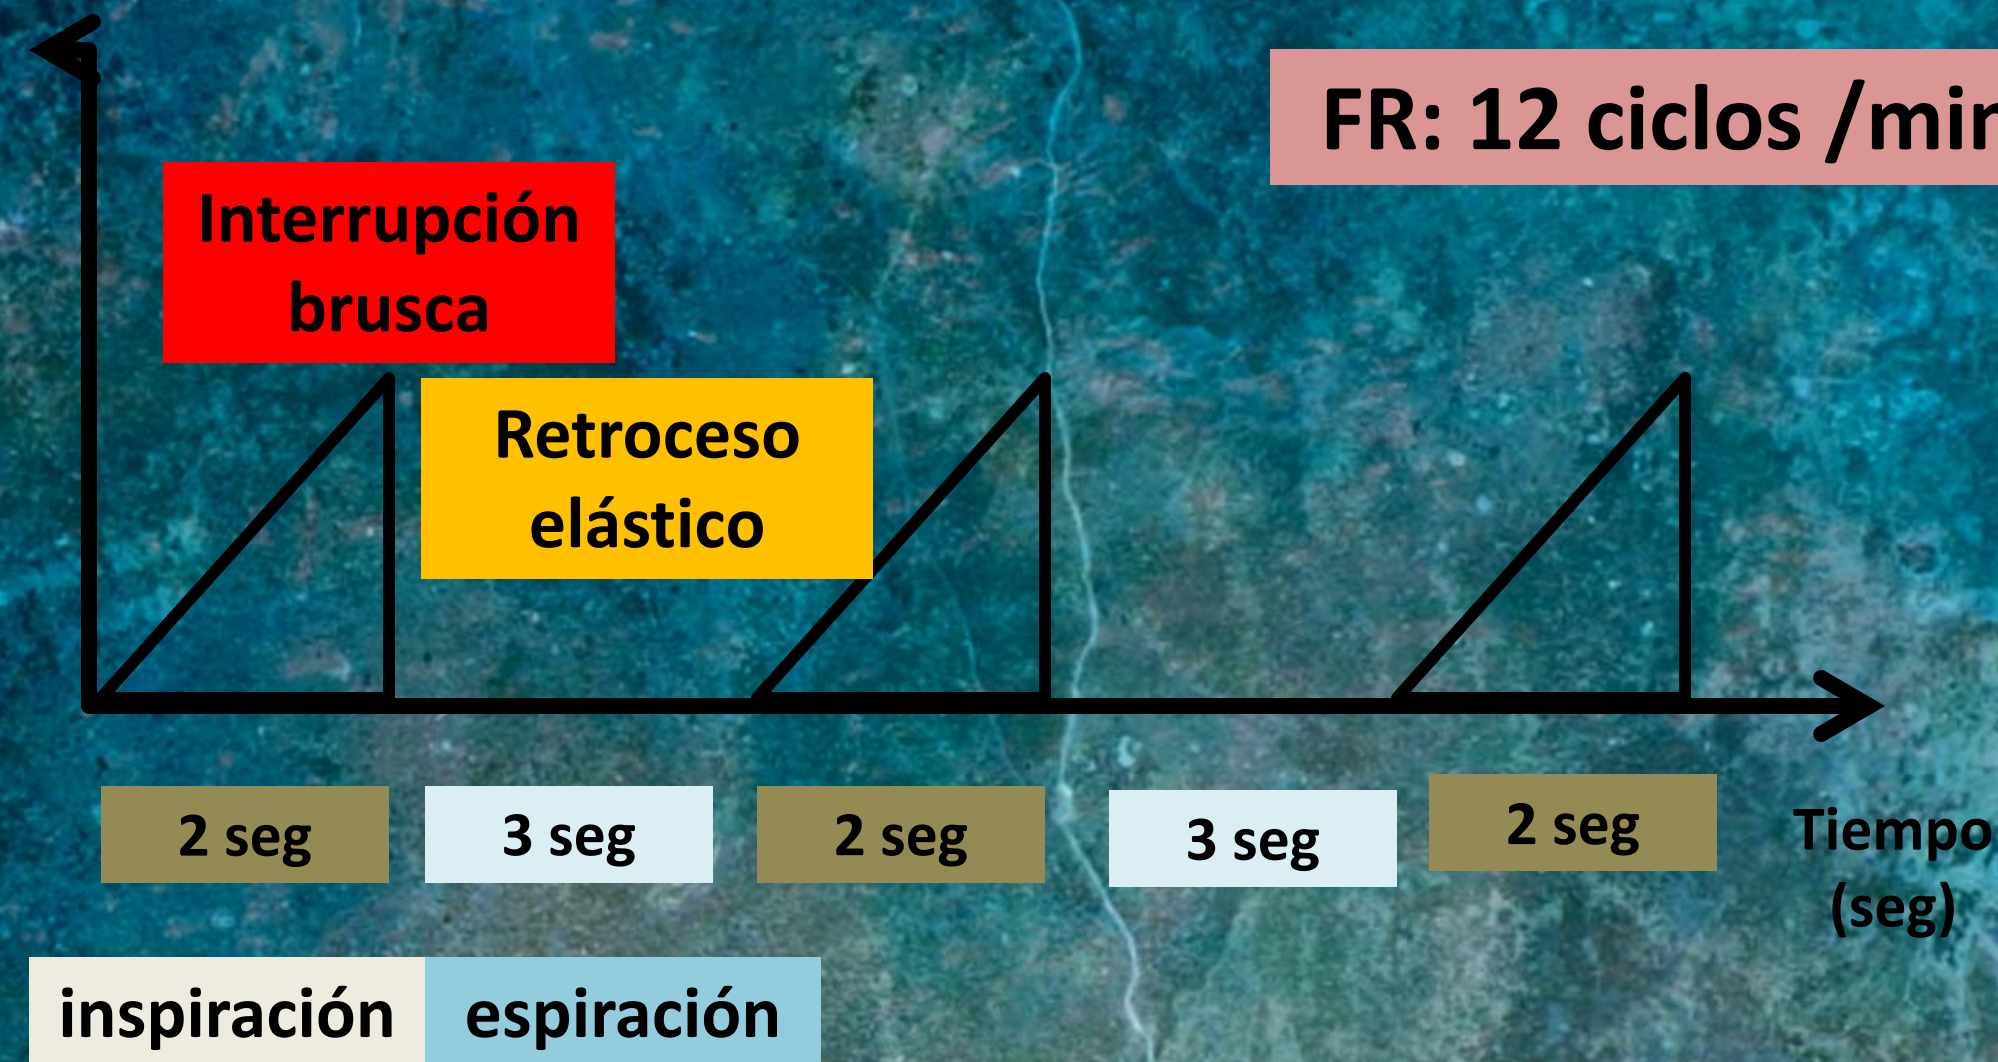 FR: 12 ciclos /min
Interrupción
brusca
Retroceso
elástico
2 seg
3 seg
2 seg
3 seg
2 seg
Tiempo
(seg)
inspiración
espiración